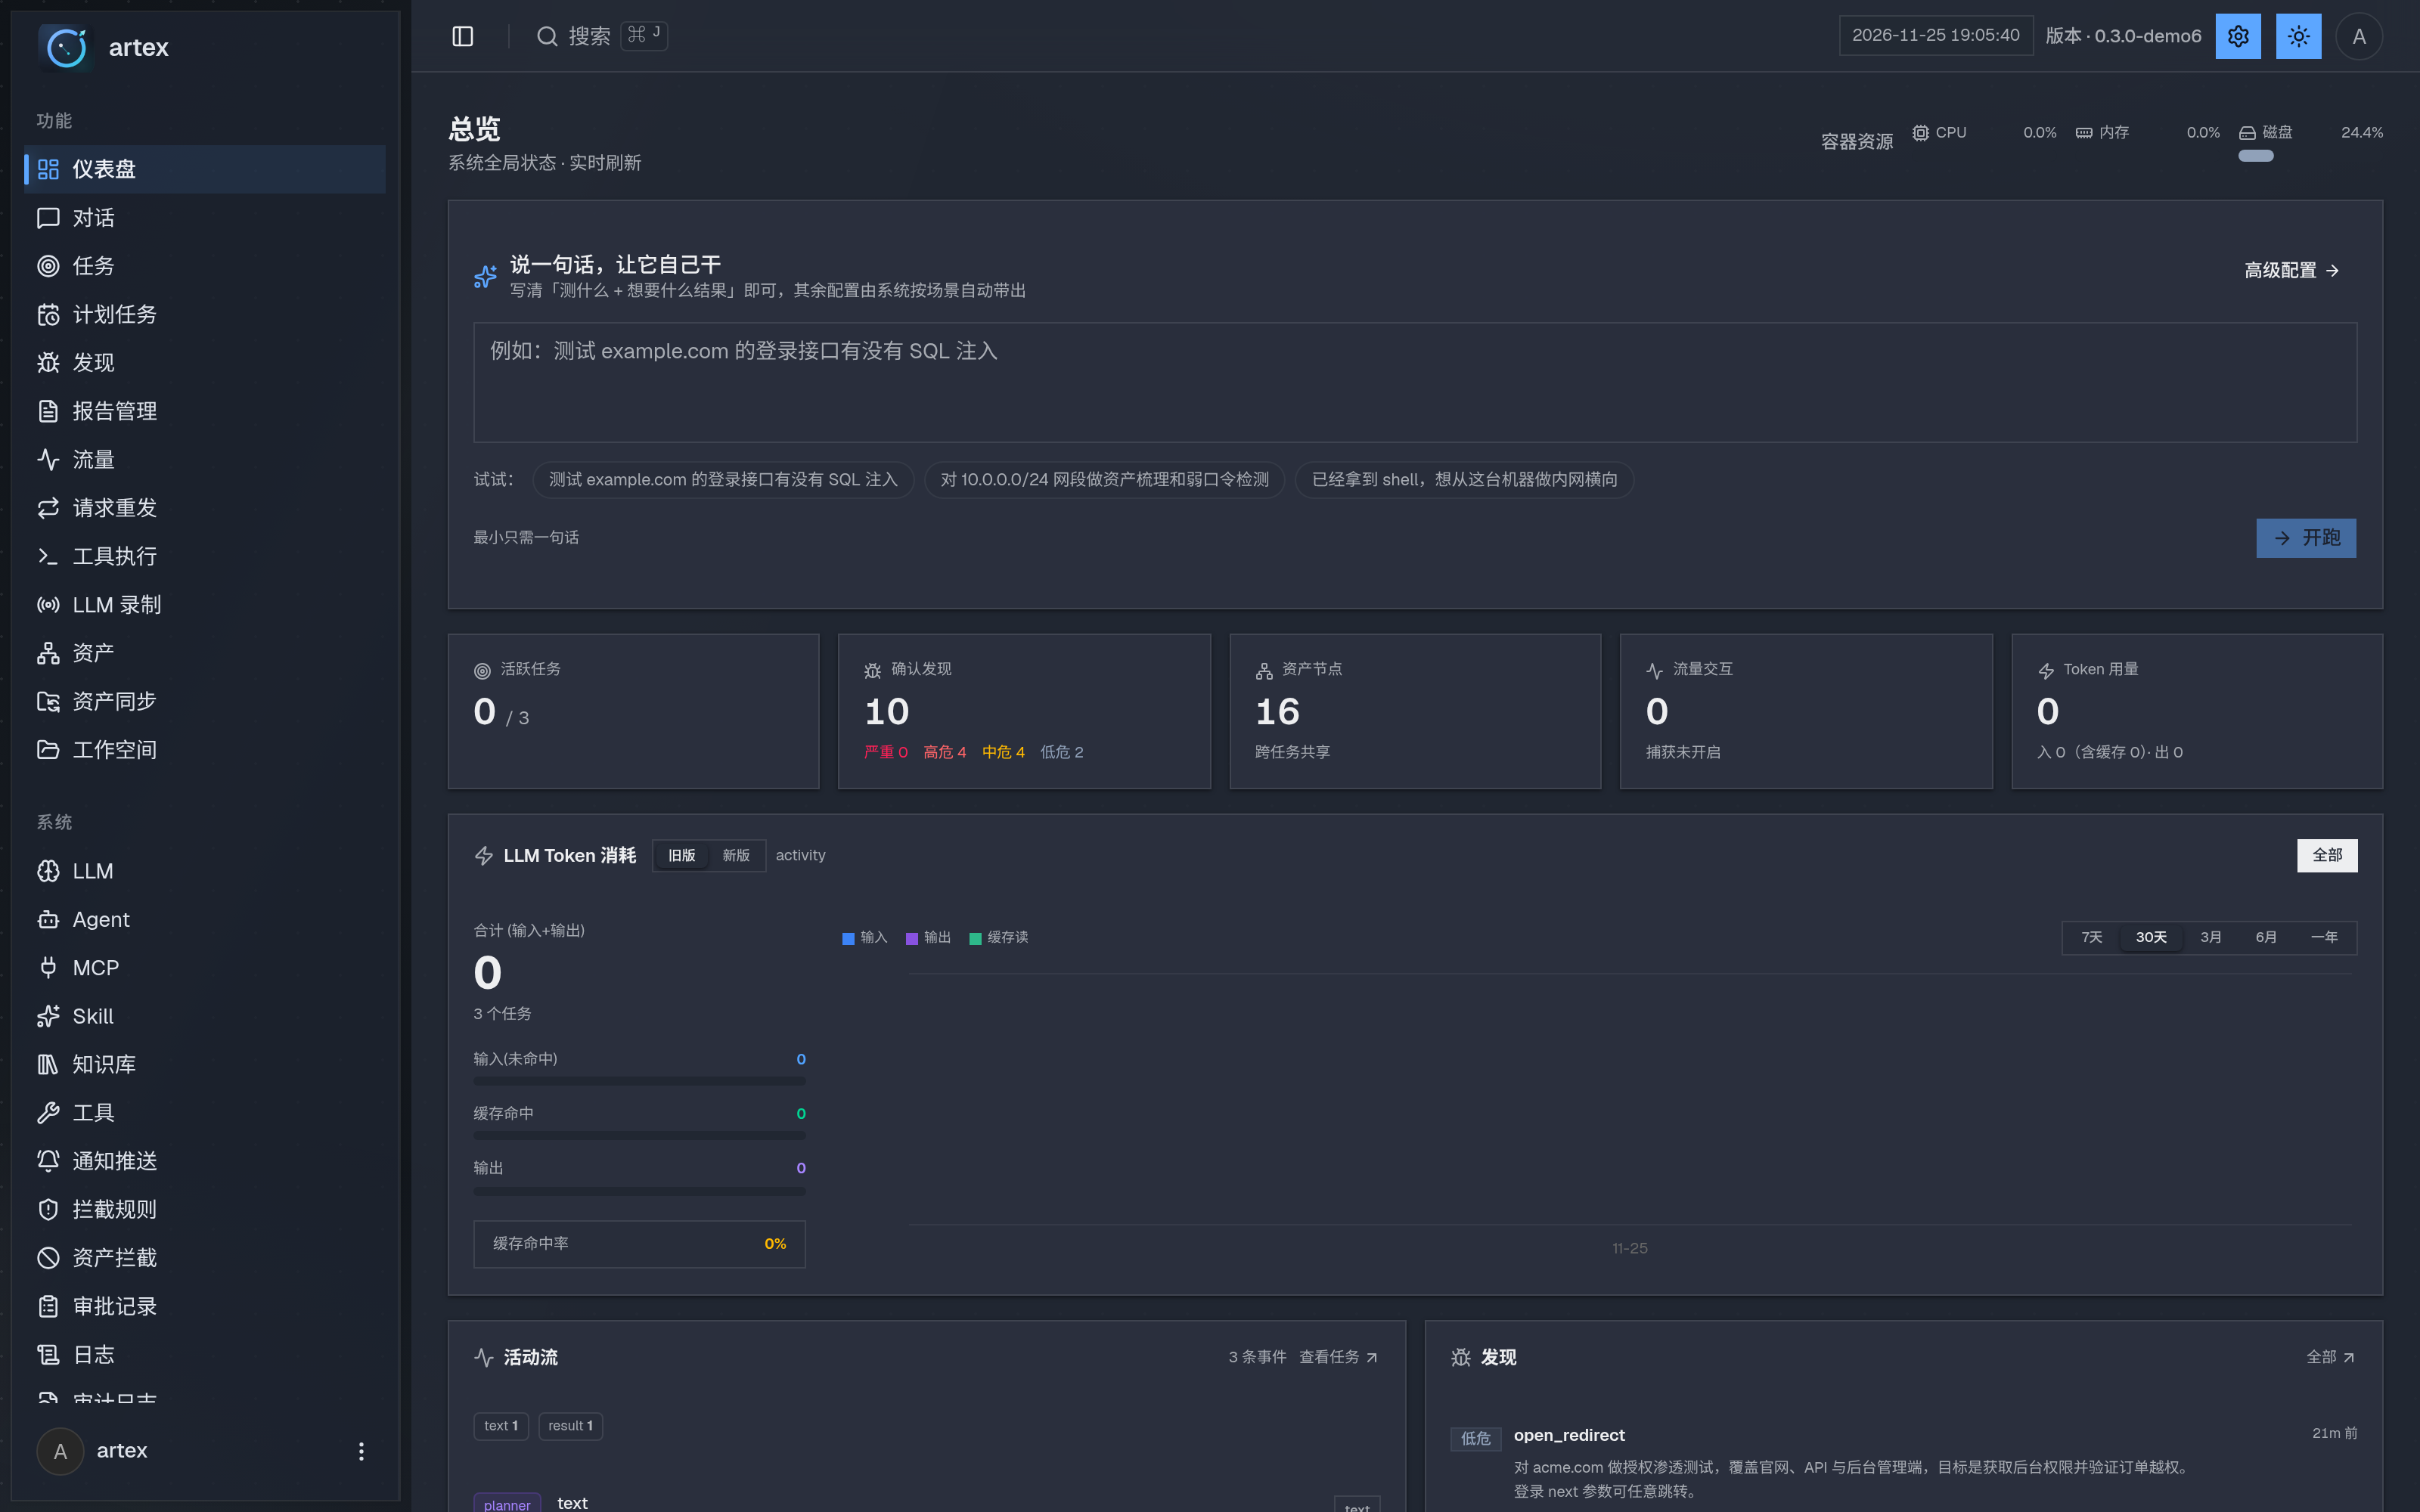 artex
功能
仪表盘
对话
任务
计划任务
发现
报告管理
流量
请求重发
工具执行
LLM 录制
资产
资产同步
工作空间
系统
LLM
Agent
MCP
Skill
知识库
工具
通知推送
拦截规则
资产拦截
审批记录
日志
审计日志
A artex
搜索 ⌘ J
2026-11-25 19:05:40 版本 · 0.3.0-demo6 A
总览
系统全局状态 · 实时刷新
容器资源 CPU 0.0% 内存 0.0% 磁盘 24.4%
说一句话，让它自己干
写清「测什么 + 想要什么结果」即可，其余配置由系统按场景自动带出
高级配置 →
例如：测试 example.com 的登录接口有没有 SQL 注入
试试： 测试 example.com 的登录接口有没有 SQL 注入 对 10.0.0.0/24 网段做资产梳理和弱口令检测 已经拿到 shell，想从这台机器做内网横向
最小只需一句话
→ 开跑
活跃任务
0 / 3
确认发现
10
严重 0 高危 4 中危 4 低危 2
资产节点
16
跨任务共享
流量交互
0
捕获未开启
Token 用量
0
入 0（含缓存 0）· 出 0
LLM Token 消耗 旧版 新版 activity
全部
合计 (输入+输出)
0
3 个任务
输入(未命中) 0
缓存命中 0
输出 0
缓存命中率 0%
输入 输出 缓存读
7天 30天 3月 6月 一年
11-25
活动流
3 条事件 查看任务
text 1 result 1
planner text text
发现
全部
低危 open_redirect 21m 前
对 acme.com 做授权渗透测试，覆盖官网、API 与后台管理端，目标是获取后台权限并验证订单越权。
登录 next 参数可任意跳转。